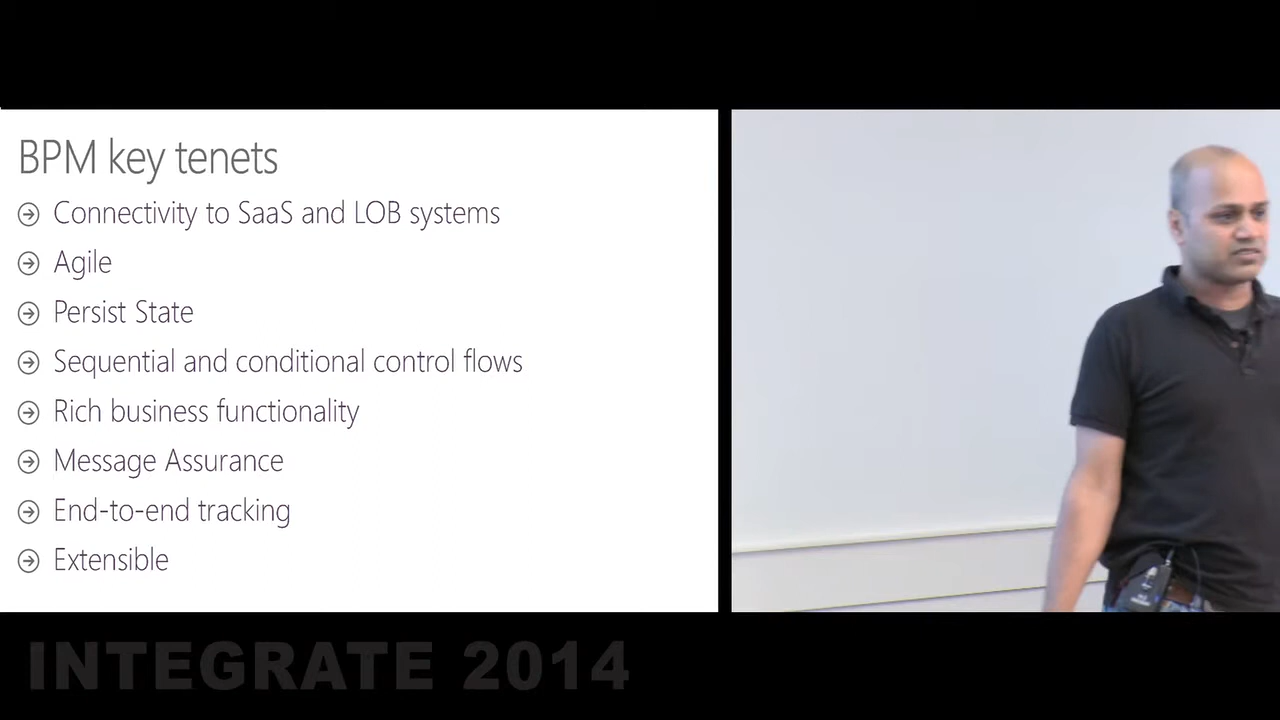 BPM key tenets
Connectivity to SaaS and LOB systems
Agile
Persist State
Sequential and conditional control flows
Rich business functionality
Message Assurance
End-to-end tracking
Extensible
INTEGRATE 2014